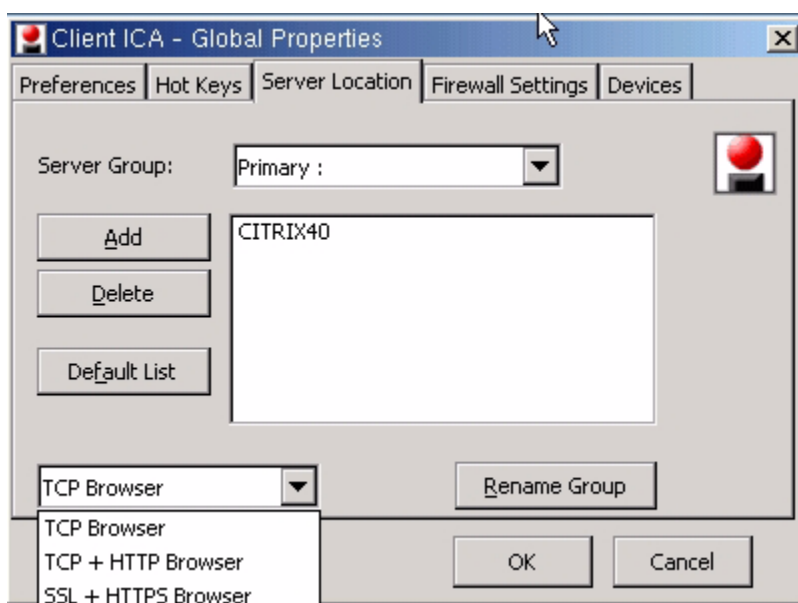 Client ICA - Global Properties
Preferences Hot Keys Server Location Firewall Settings Devices
Server Group: Primary :
Add
CITRIX40
Delete
Default List
TCP Browser
Rename Group
TCP Browser
TCP + HTTP Browser
SSL + HTTPS Browser
OK Cancel